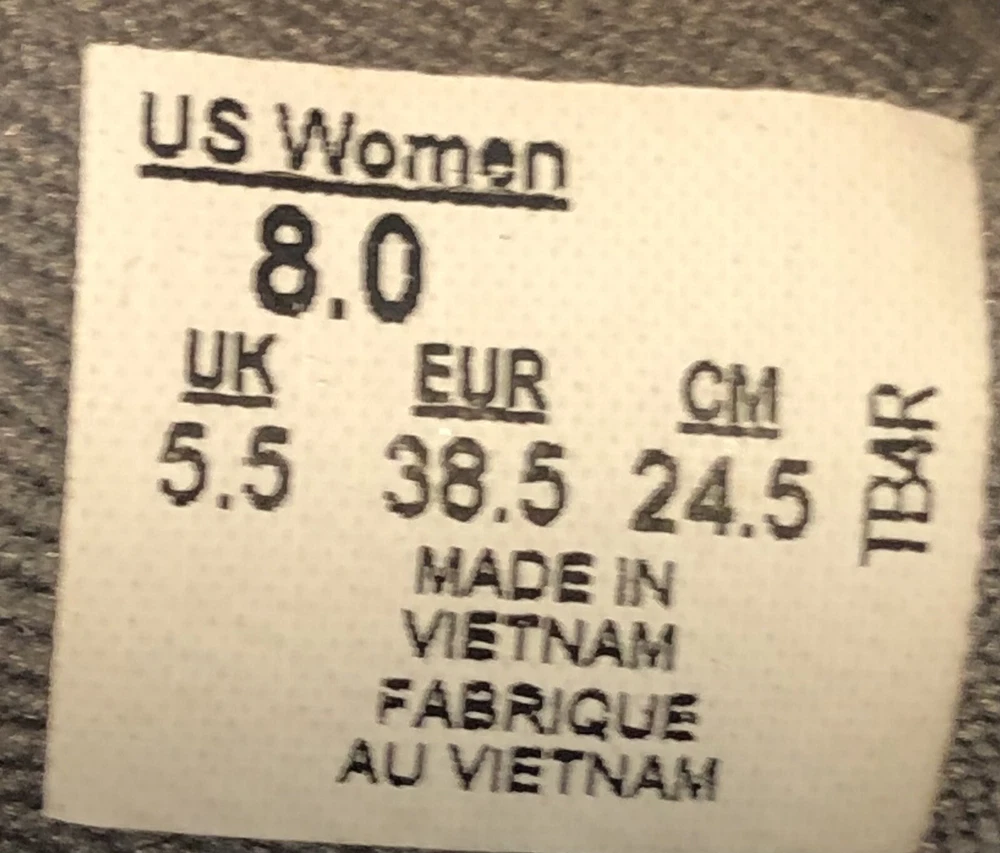 US Women
8.0
UK EUR CM
5.5 38.5 24.5
TB4R
MADE IN
VIETNAM
FABRIQUE
AU VIETNAM